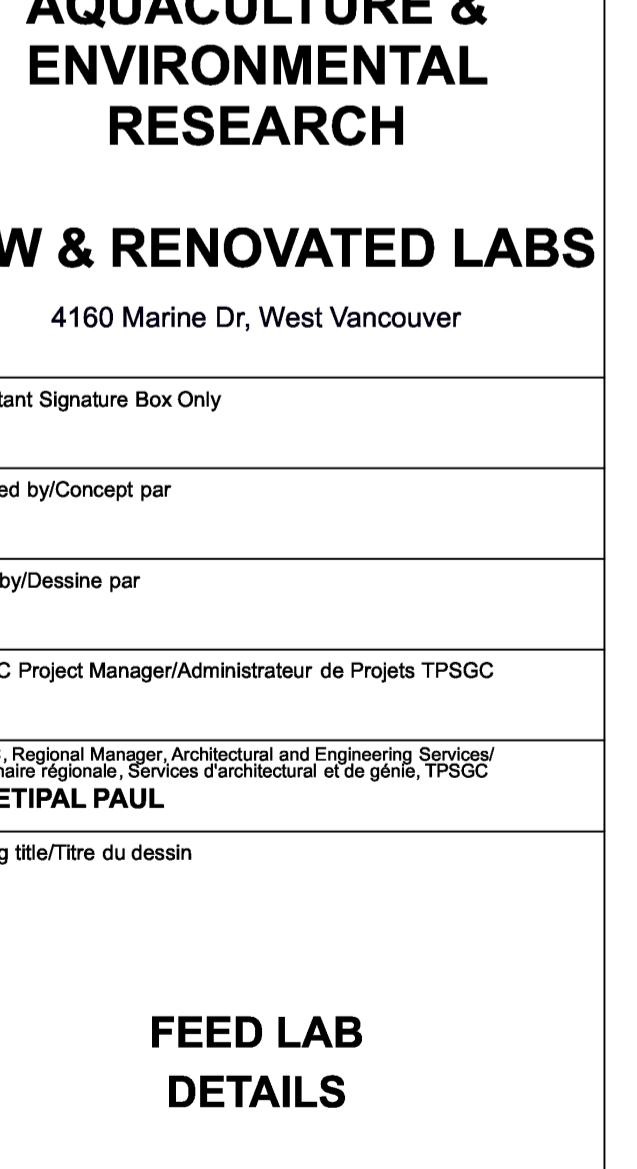 AQUACULTURE &
ENVIRONMENTAL
RESEARCH
W & RENOVATED LABS
4160 Marine Dr, West Vancouver
tant Signature Box Only
ed by/Concept par
by/Dessine par
C Project Manager/Administrateur de Projets TPSGC
, Regional Manager, Architectural and Engineering Services/
naire régionale, Services d'architectural et de génie, TPSGC
ETIPAL PAUL
g title/Titre du dessin
FEED LAB
DETAILS